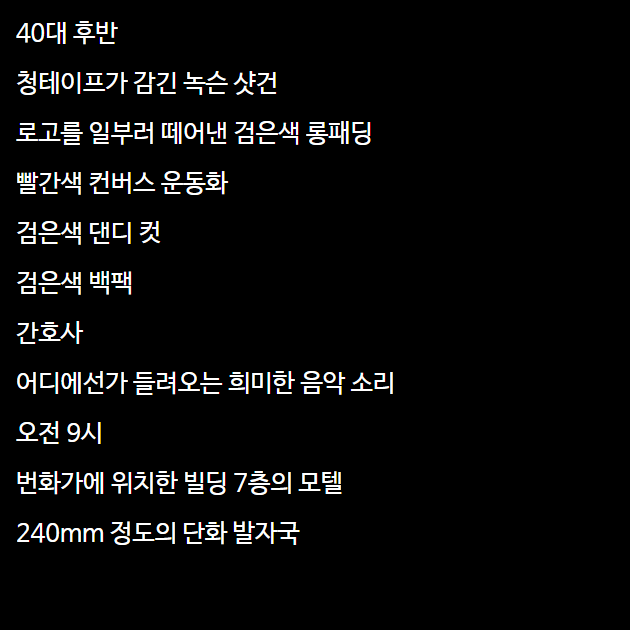 40대 후반
청테이프가 감긴 녹슨 샷건
로고를 일부러 떼어낸 검은색 롱패딩
빨간색 컨버스 운동화
검은색 댄디 컷
검은색 백팩
간호사
어디에선가 들려오는 희미한 음악 소리
오전 9시
번화가에 위치한 빌딩 7층의 모텔
240mm 정도의 단화 발자국